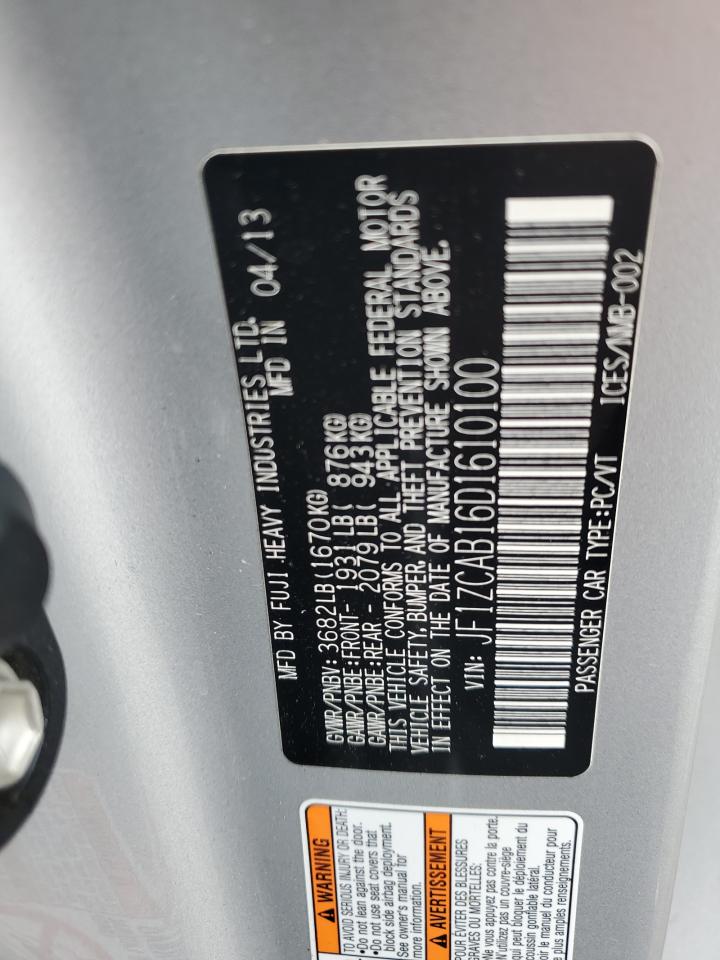 MFD BY FUJI HEAVY INDUSTRIES LTD.
MFD IN 04/13
GVWR/PNBV: 3682LB(1670KG)
GAWR/PNBE:FRONT- 1931LB( 876KG)
GAWR/PNBE:REAR - 2079LB( 943KG)
THIS VEHICLE CONFORMS TO ALL APPLICABLE FEDERAL MOTOR
VEHICLE SAFETY,BUMPER,AND THEFT PREVENTION STANDARDS
IN EFFECT ON THE DATE OF MANUFACTURE SHOWN ABOVE.
VIN: JF1ZCAB16D1610100
PASSENGER CAR TYPE:PC/VT ICES/NMB-002
WARNING
TO AVOID SERIOUS INJURY OR DEATH:
•Do not lean against the door.
•Do not use seat covers that
block side airbag deployment.
See owner's manual for
more information.
AVERTISSEMENT
POUR ÉVITER DES BLESSURES
GRAVES OU MORTELLES:
Ne vous appuyez pas contre la porte.
N'utilisez pas un couvre-siège
qui peut bloquer le déploiement du
coussin gonflable latéral.
le manuel du conducteur pour
plus amples renseignements.